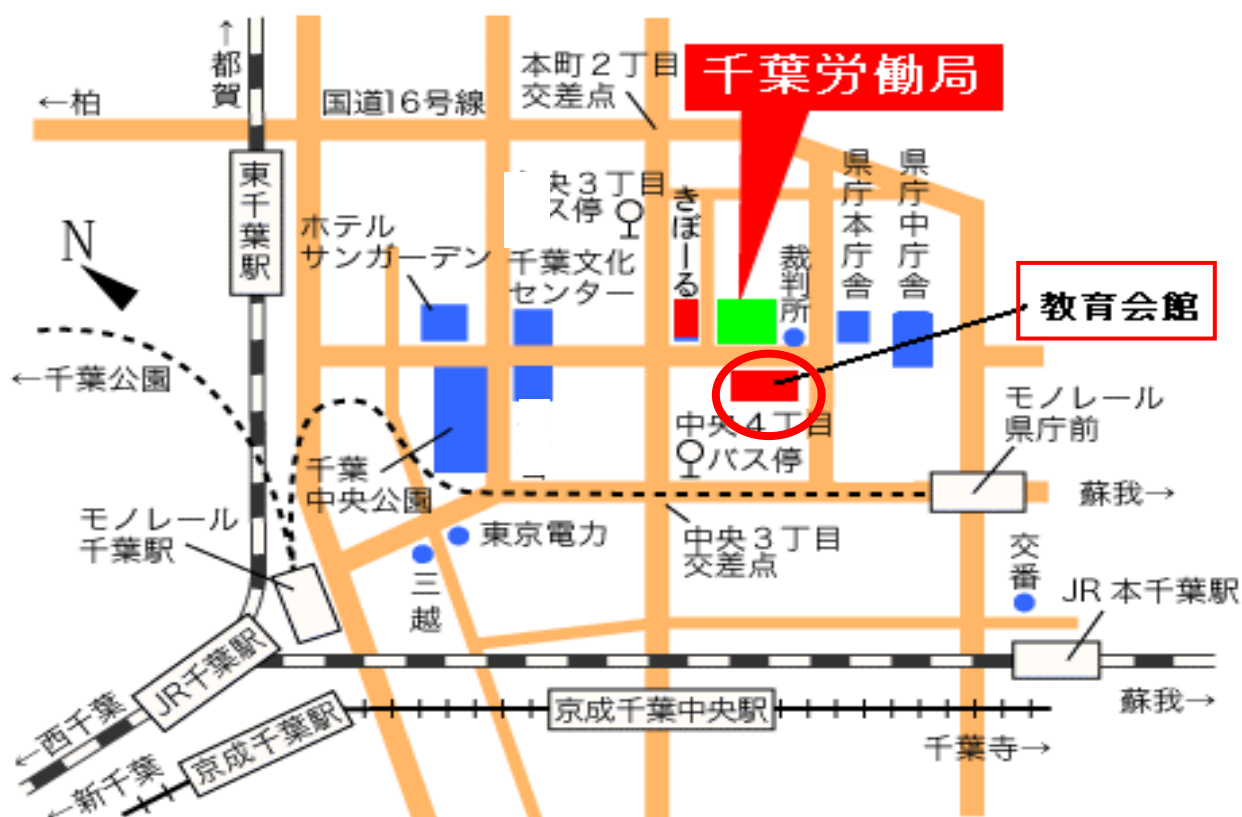 ↑都賀
本町２丁目
交差点
千葉労働局
←柏
国道16号線
東千葉駅
央３丁目
ス停
きぼーる
県庁本庁舎
県庁中庁舎
N
ホテル
サンガーデン
千葉文化
センター
裁判所
教育会館
←千葉公園
モノレール
県庁前
中央４丁目
バス停
千葉
中央公園
蘇我→
モノレール
千葉駅
東京電力
中央３丁目
交差点
三越
交番
JR 本千葉駅
JR千葉駅
←西千葉
京成千葉駅
京成千葉中央駅
蘇我→
千葉寺→
←新千葉